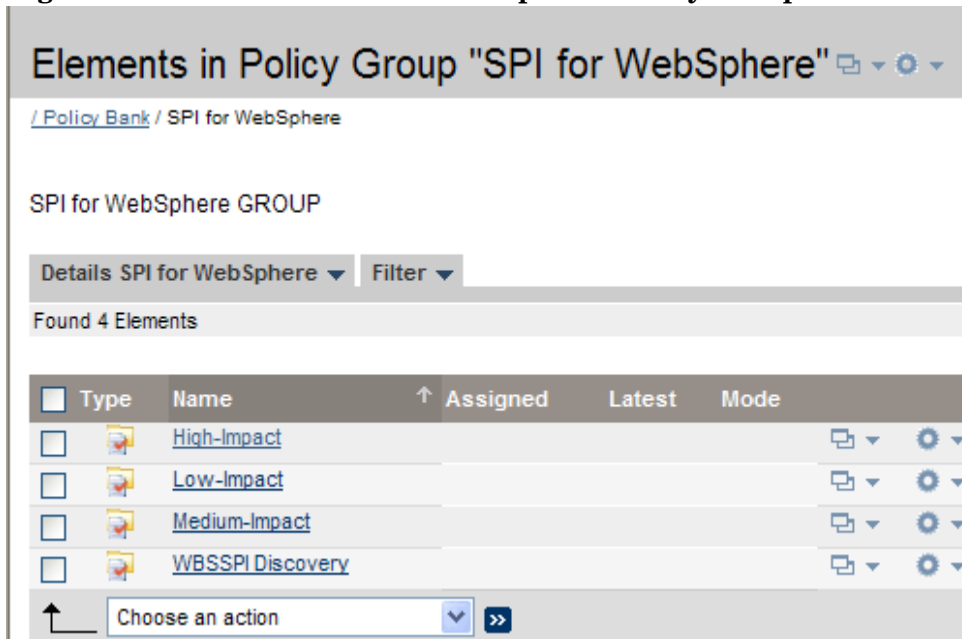 Elements in Policy Group "SPI for WebSphere"
/ Policy Bank / SPI for WebSphere
SPI for WebSphere GROUP
Details SPI for WebSphere Filter
Found 4 Elements
Type Name Assigned Latest Mode
High-Impact
Low-Impact
Medium-Impact
WBSSPI Discovery
Choose an action